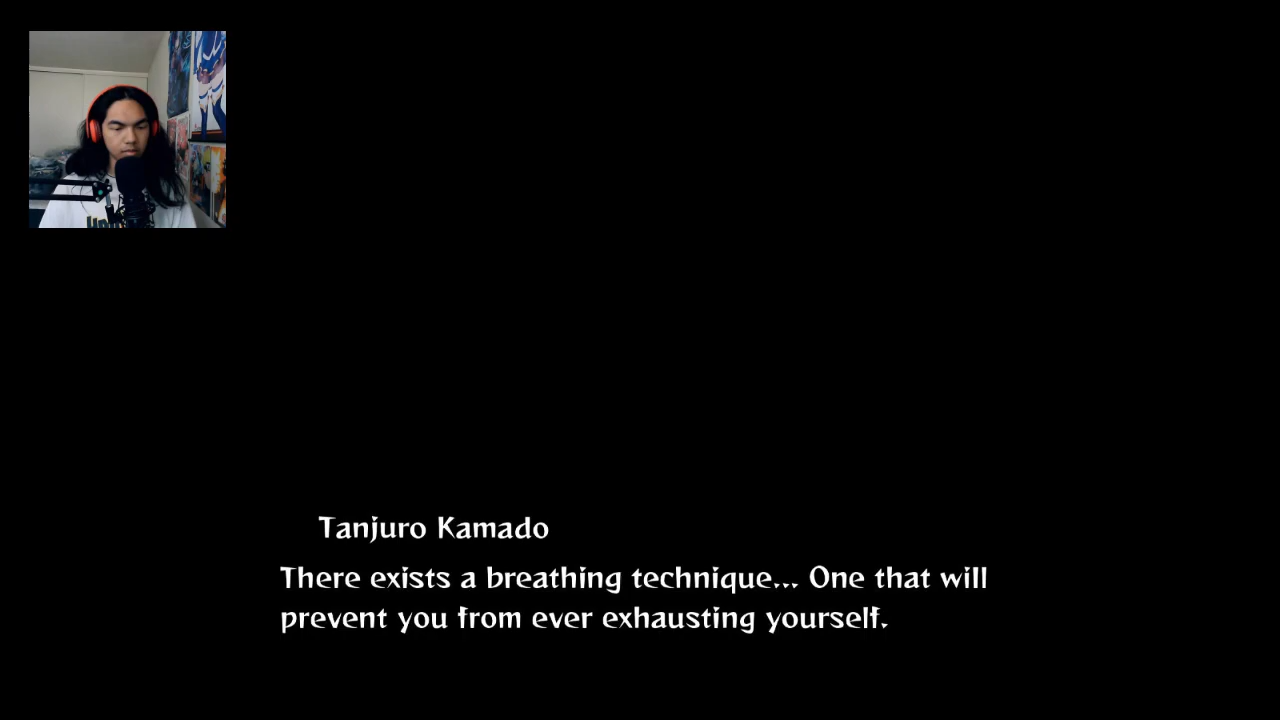 Tanjuro Kamado
There exists a breathing technique... One that will
prevent you from ever exhausting yourself.